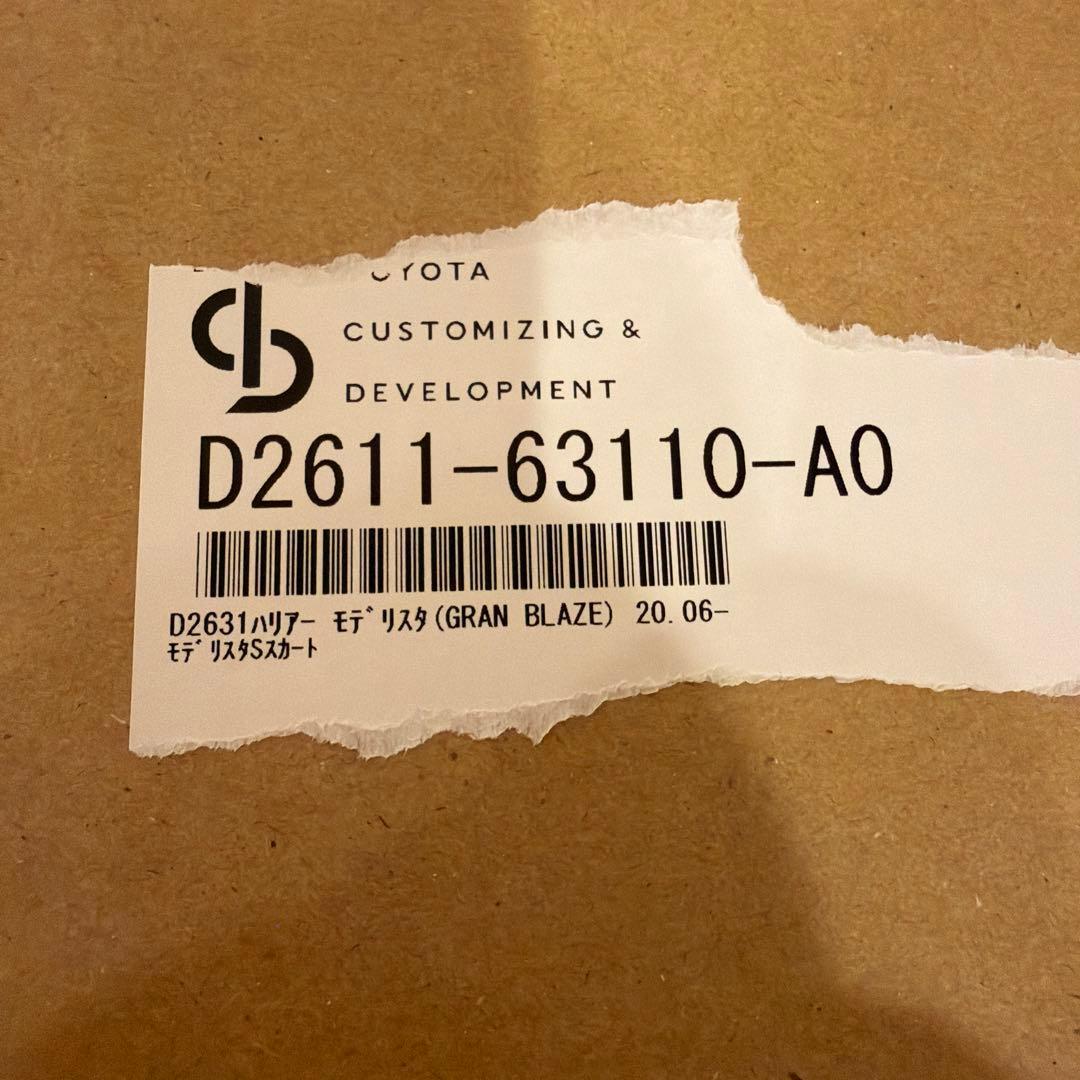 TOYOTA
CUSTOMIZING &
DEVELOPMENT
D2611-63110-A0
D2631ﾊﾘｱｰ ﾓﾃﾞﾘｽﾀ(GRAN BLAZE) 20.06-
ﾓﾃﾞﾘｽﾀSｽｶｰﾄ